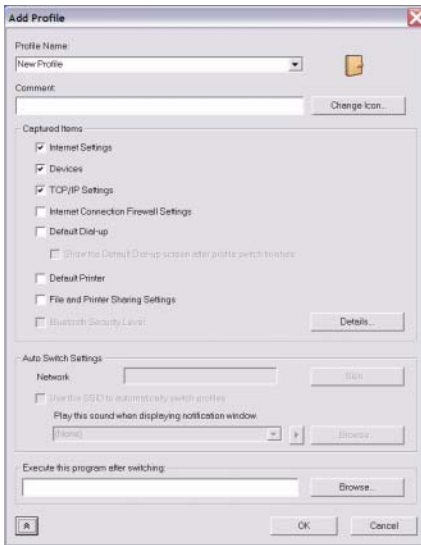 Add Profile
Profile Name:
New Profile
Comment:
Change Icon...
Captured Items
Internet Settings
Devices
TCP/IP Settings
Internet Connection Firewall Settings
Default Dial-up
Show the Default Dial-up screen after profile switch finishes
Default Printer
File and Printer Sharing Settings
Bluetooth Security Level
Details...
Auto Switch Settings
Network
Use this SSID to automatically switch profiles
Play this sound when displaying notification window.
(None)
Browse...
Execute this program after switching:
Browse...
OK
Cancel